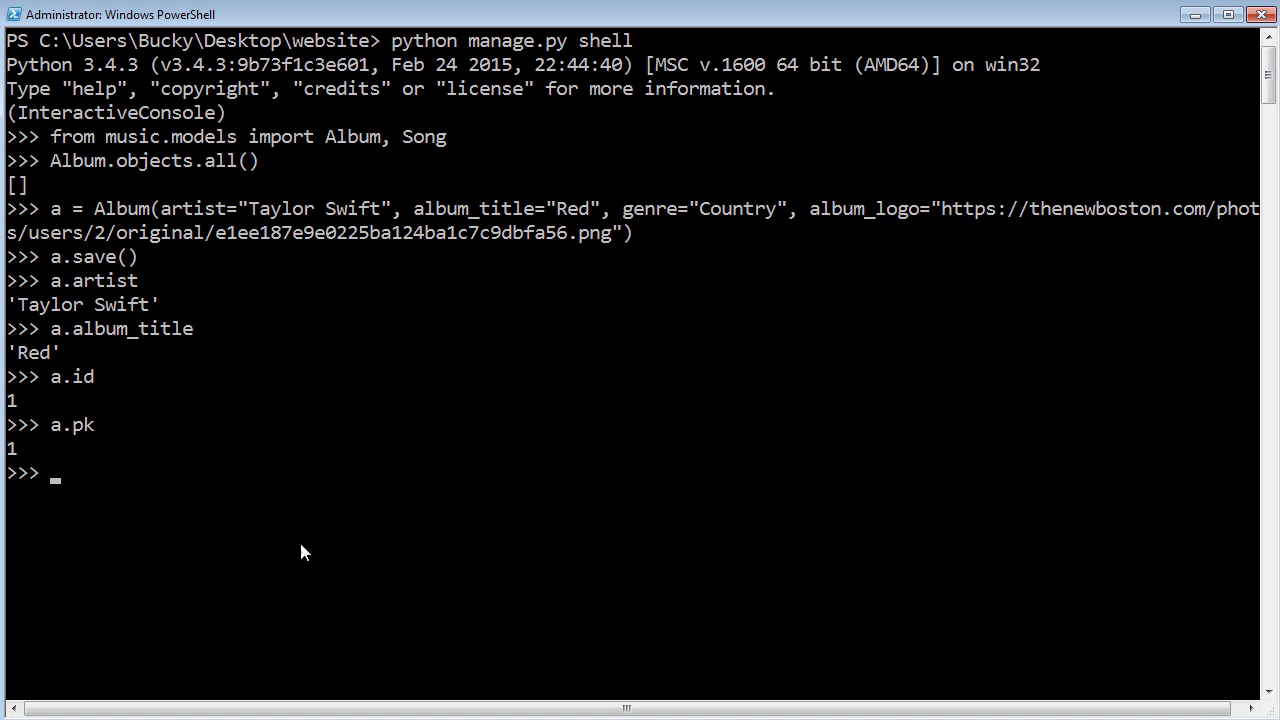 Administrator: Windows PowerShell
PS C:\Users\Bucky\Desktop\website> python manage.py shell
Python 3.4.3 (v3.4.3:9b73f1c3e601, Feb 24 2015, 22:44:40) [MSC v.1600 64 bit (AMD64)] on win32
Type "help", "copyright", "credits" or "license" for more information.
(InteractiveConsole)
>>> from music.models import Album, Song
>>> Album.objects.all()
[]
>>> a = Album(artist="Taylor Swift", album_title="Red", genre="Country", album_logo="https://thenewboston.com/phot
s/users/2/original/e1ee187e9e0225ba124ba1c7c9dbfa56.png")
>>> a.save()
>>> a.artist
'Taylor Swift'
>>> a.album_title
'Red'
>>> a.id
1
>>> a.pk
1
>>>